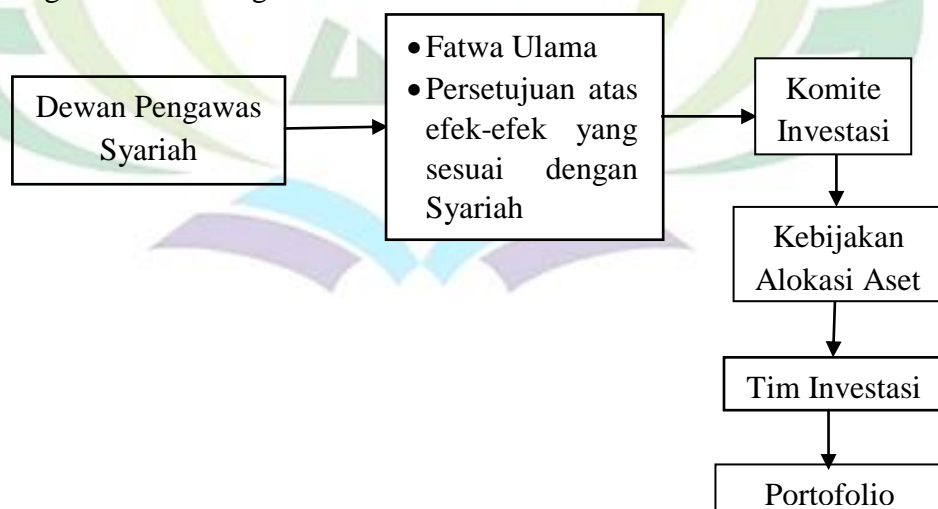 Dewan Pengawas
Syariah
• Fatwa Ulama
• Persetujuan atas
efek-efek yang
sesuai dengan
Syariah
Komite
Investasi
Kebijakan
Alokasi Aset
Tim Investasi
Portofolio